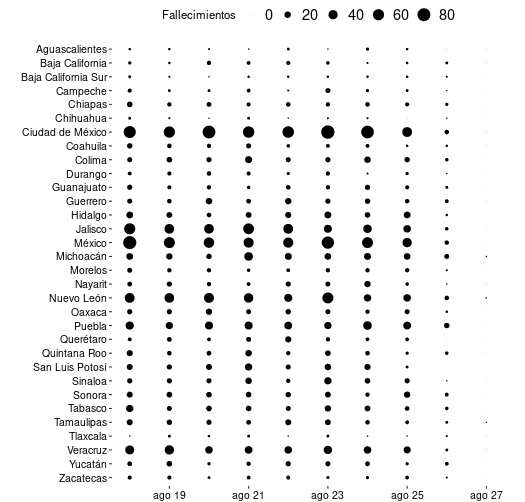 Fallecimientos 0 20 40 60 80
Aguascalientes
Baja California
Baja California Sur
Campeche
Chiapas
Chihuahua
Ciudad de México
Coahuila
Colima
Durango
Guanajuato
Guerrero
Hidalgo
Jalisco
México
Michoacán
Morelos
Nayarit
Nuevo León
Oaxaca
Puebla
Querétaro
Quintana Roo
San Luis Potosí
Sinaloa
Sonora
Tabasco
Tamaulipas
Tlaxcala
Veracruz
Yucatán
Zacatecas
ago 19 ago 21 ago 23 ago 25 ago 27